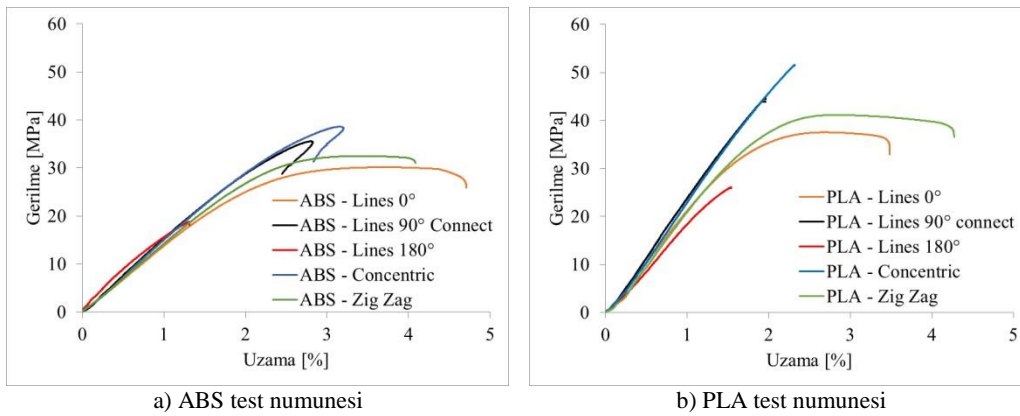 60
50
40
30
20
10
0
Gerilme [MPa]
ABS - Lines 0°
ABS - Lines 90° Connect
ABS - Lines 180°
ABS - Concentric
ABS - Zig Zag
0 1 2 3 4 5
Uzama [%]
a) ABS test numunesi
60
50
40
30
20
10
0
Gerilme [MPa]
PLA - Lines 0°
PLA - Lines 90° connect
PLA - Lines 180°
PLA - Concentric
PLA - Zig Zag
0 1 2 3 4 5
Uzama [%]
b) PLA test numunesi